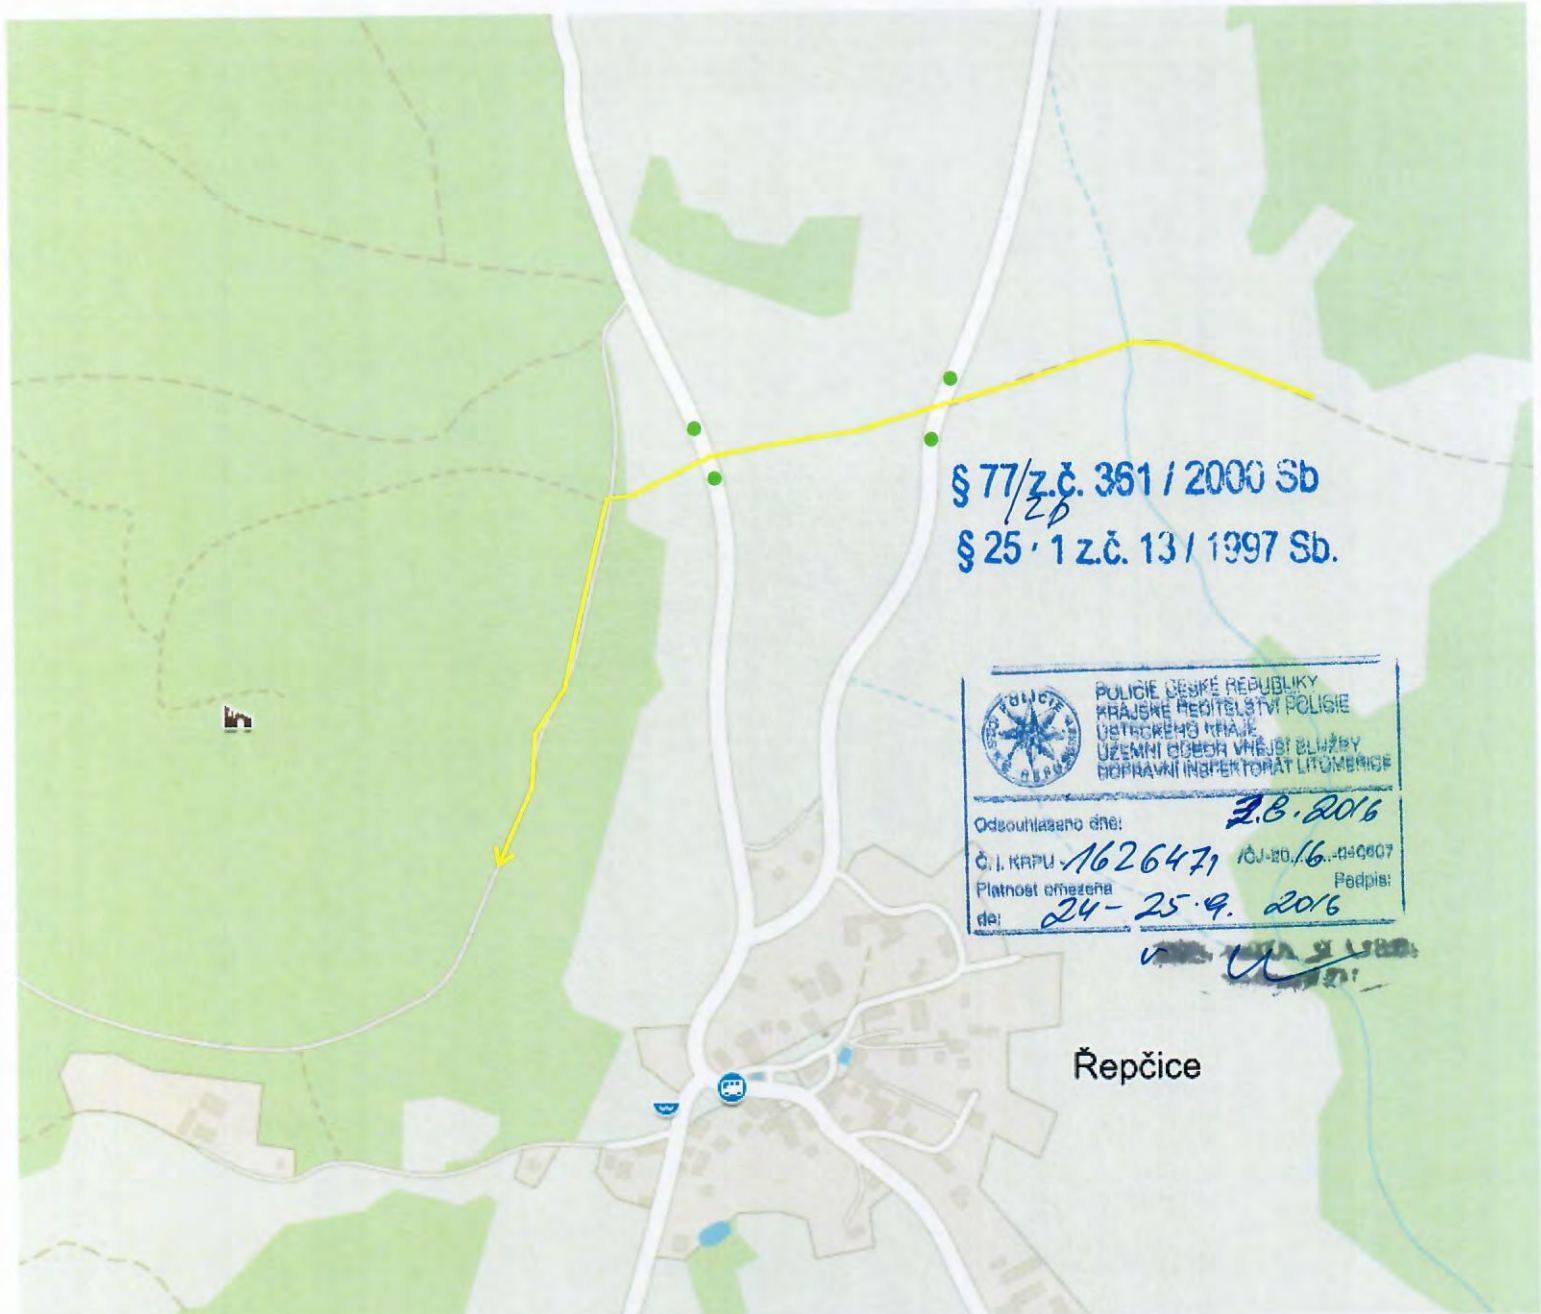 § 77/z.č. 361 / 2000 Sb
§ 25 · 1 z.č. 13 / 1997 Sb.
POLICIE ČESKÉ REPUBLIKY
KRAJSKÉ ŘEDITELSTVÍ POLICIE
ÚSTECKÉHO KRAJE
ÚZEMNÍ ODBOR VNĚJŠÍ SLUŽBY
DOPRAVNÍ INSPEKTORÁT LITOMĚŘICE
POLICIE
Odsouhlaseno dne: 2.8.2016
Č. j. KRPU - 162647 /ČJ-2016-040607
Platnost omezena Podpis:
do: 24 - 25.9. 2016
Řepčice